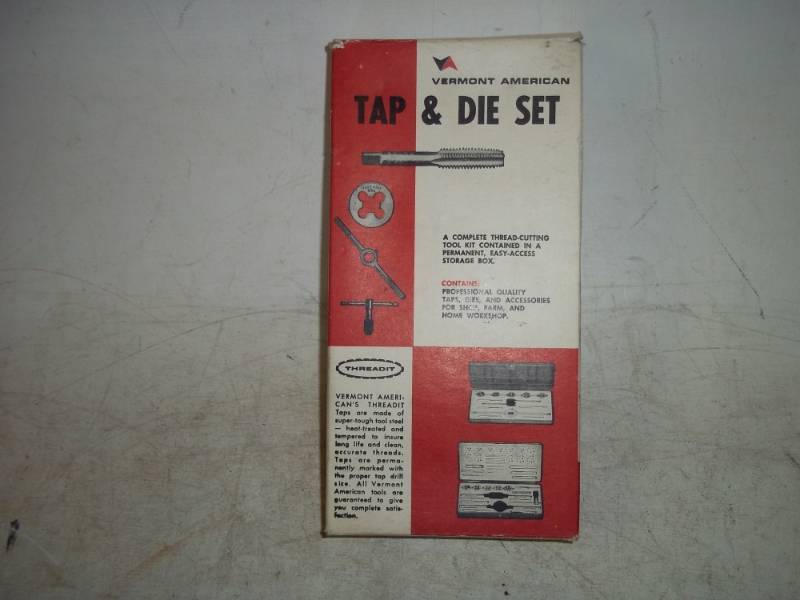 VERMONT AMERICAN
TAP & DIE SET
A COMPLETE THREAD-CUTTING
TOOL KIT CONTAINED IN A
PERMANENT, EASY-ACCESS
STORAGE BOX.
CONTAINS:
PROFESSIONAL QUALITY
TAPS, DIES, AND ACCESSORIES
FOR SHOP, FARM, AND
HOME WORKSHOP.
THREADIT
VERMONT AMERI-
CAN'S THREADIT
Taps are made of
super-tough tool steel
— heat-treated and
tempered to insure
long life and clean,
accurate threads.
Taps are perma-
nently marked with
the proper tap drill
size. All Vermont
American tools are
guaranteed to give
you complete satis-
faction.